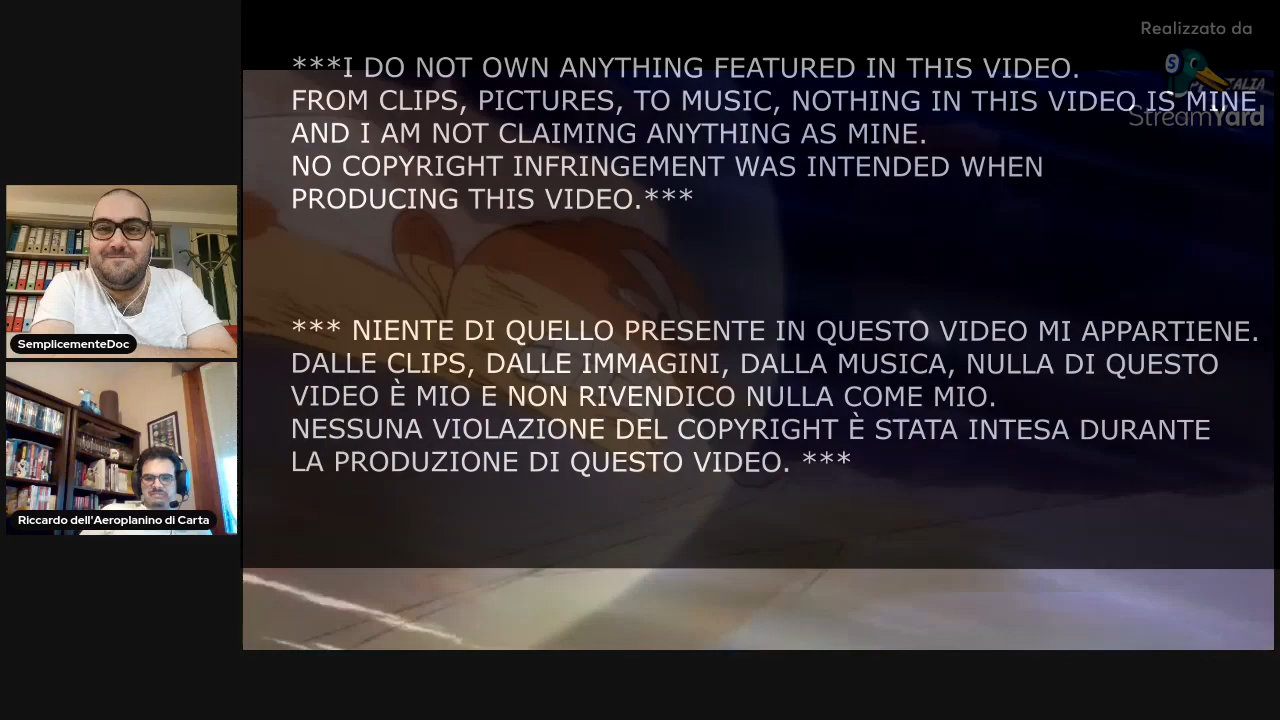 Realizzato da
***I DO NOT OWN ANYTHING FEATURED IN THIS VIDEO.
FROM CLIPS, PICTURES, TO MUSIC, NOTHING IN THIS VIDEO IS MINE
AND I AM NOT CLAIMING ANYTHING AS MINE.
NO COPYRIGHT INFRINGEMENT WAS INTENDED WHEN
PRODUCING THIS VIDEO.***
S
ITALIA
StreamYard
*** NIENTE DI QUELLO PRESENTE IN QUESTO VIDEO MI APPARTIENE.
DALLE CLIPS, DALLE IMMAGINI, DALLA MUSICA, NULLA DI QUESTO
VIDEO È MIO E NON RIVENDICO NULLA COME MIO.
NESSUNA VIOLAZIONE DEL COPYRIGHT È STATA INTESA DURANTE
LA PRODUZIONE DI QUESTO VIDEO. ***
SemplicementeDoc
Riccardo dell'Aeroplanino di Carta